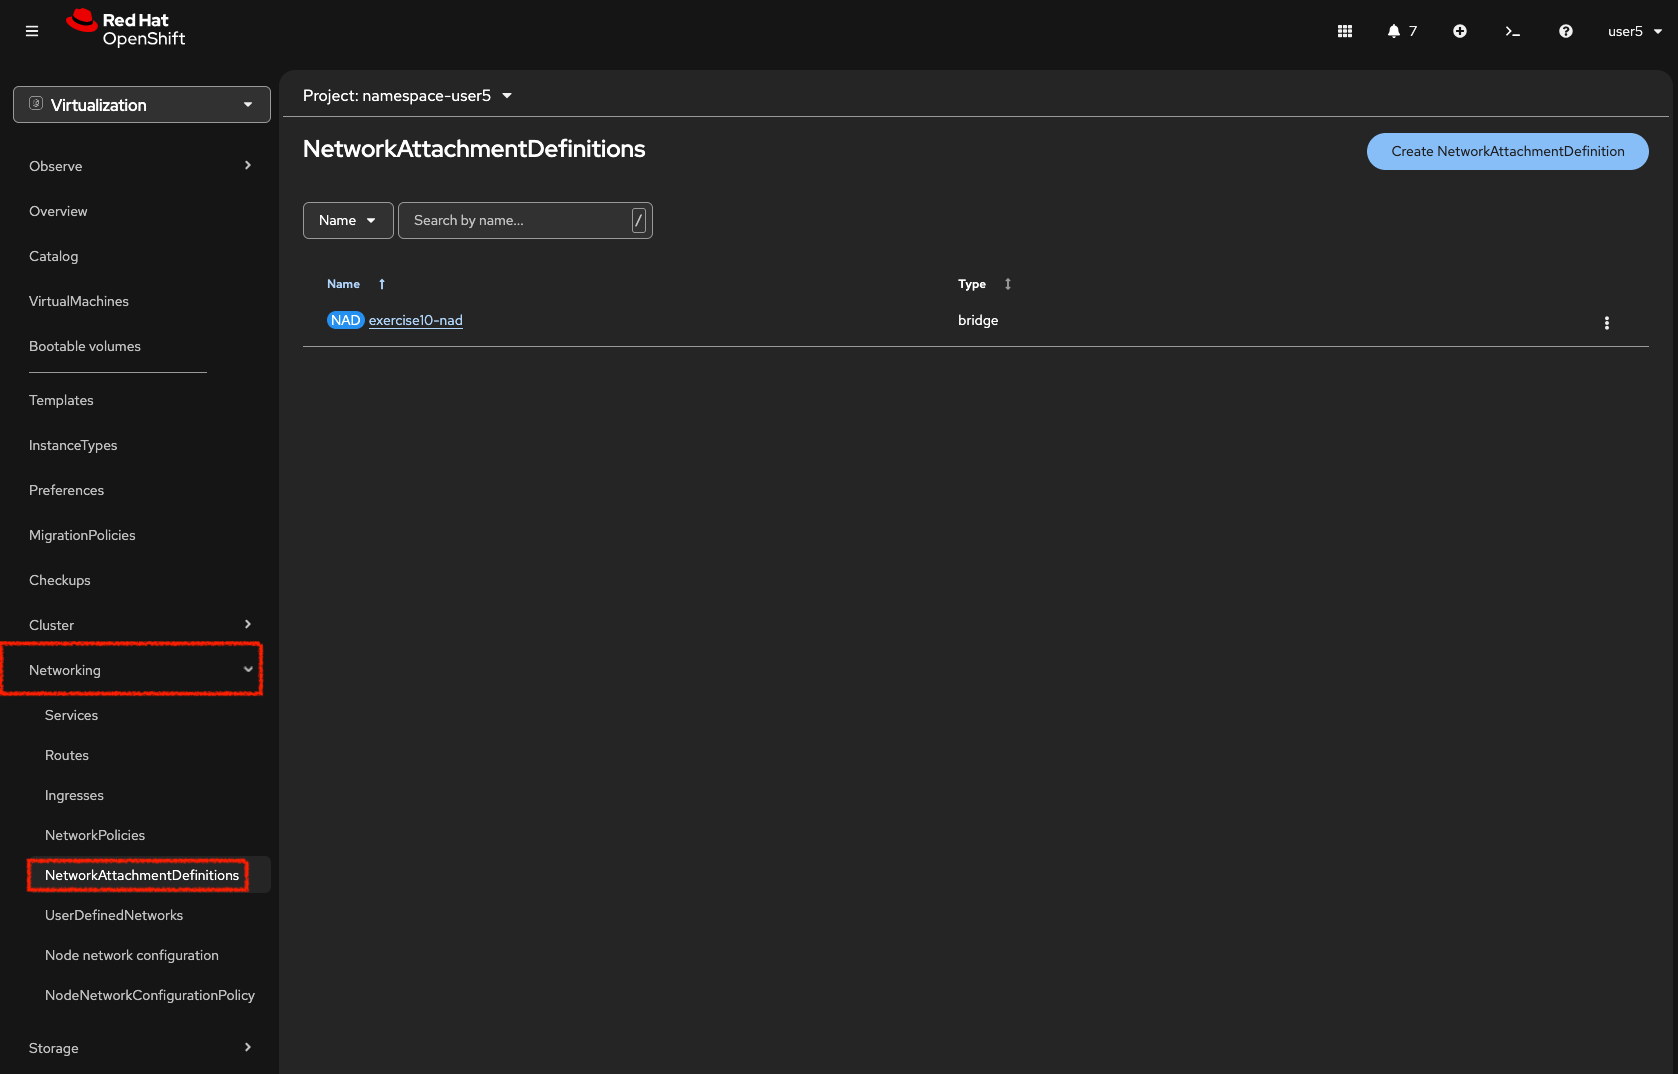 Red Hat
OpenShift
7
user5
Virtualization
Project: namespace-user5
Observe
Overview
Catalog
VirtualMachines
Bootable volumes
Templates
InstanceTypes
Preferences
MigrationPolicies
Checkups
Cluster
Networking
Services
Routes
Ingresses
NetworkPolicies
NetworkAttachmentDefinitions
UserDefinedNetworks
Node network configuration
NodeNetworkConfigurationPolicy
Storage
NetworkAttachmentDefinitions
Create NetworkAttachmentDefinition
Name
Search by name...
/
Name Type
NAD exercise10-nad bridge